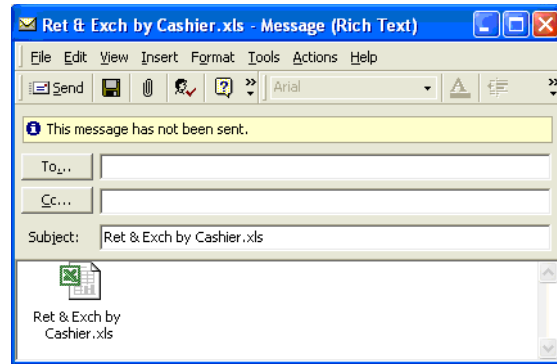 Ret & Exch by Cashier.xls - Message (Rich Text)
File Edit View Insert Format Tools Actions Help
Send Arial A
This message has not been sent.
To...
Cc...
Subject: Ret & Exch by Cashier.xls
Ret & Exch by
Cashier.xls